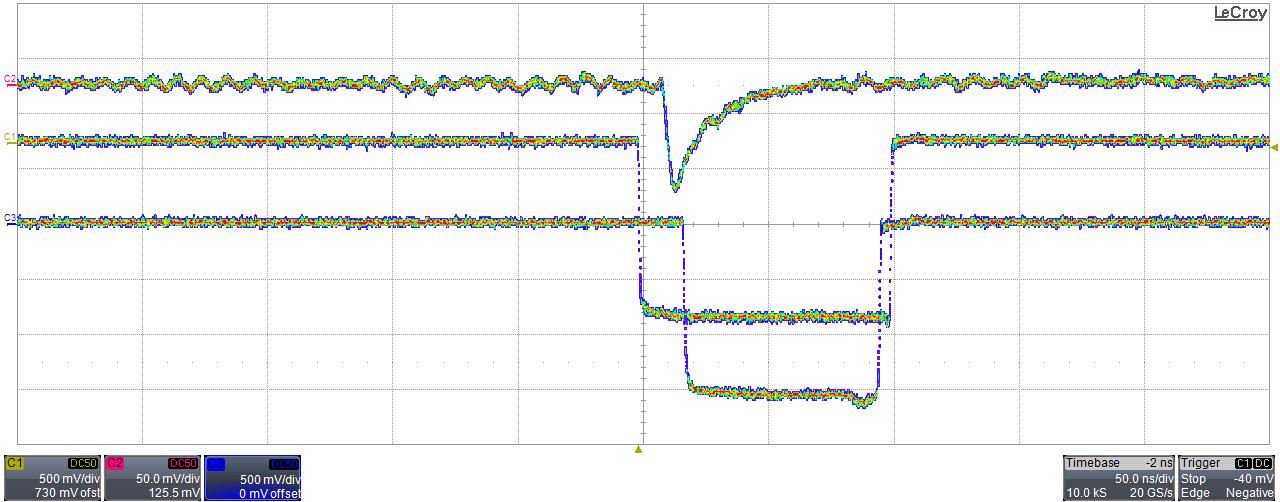 LeCroy
C2
C1
C3
C1 DC50
500 mV/div
730 mV ofst
C2 DC50
50.0 mV/div
125.5 mV
C3 DC50
500 mV/div
0 mV offset
Timebase -2 ns
50.0 ns/div
10.0 kS 20 GS/s
Trigger C1 DC
Stop -40 mV
Edge Negative